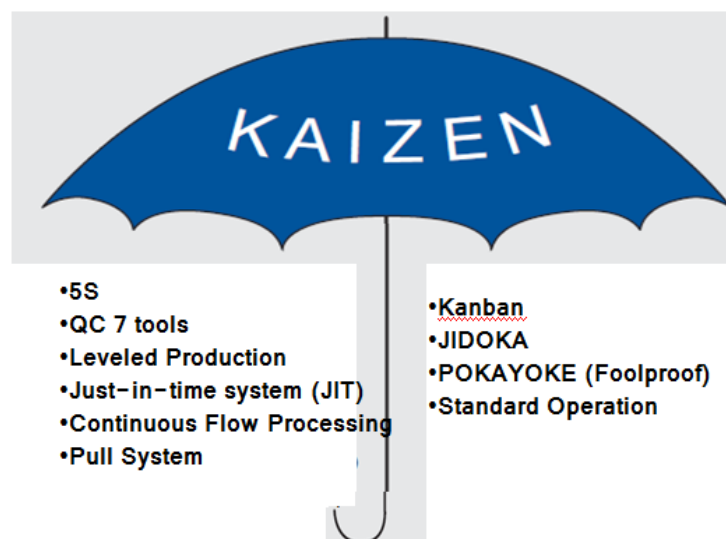 KAIZEN
•5S
•QC 7 tools
•Leveled Production
•Just-in-time system (JIT)
•Continuous Flow Processing
•Pull System
•Kanban
•JIDOKA
•POKAYOKE (Foolproof)
•Standard Operation